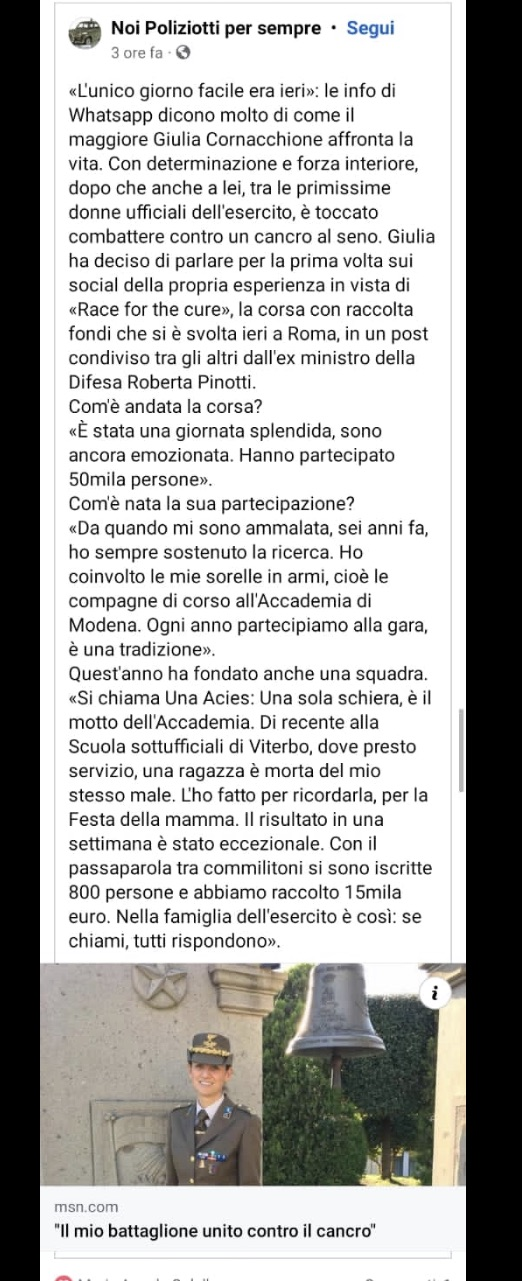 Noi Poliziotti per sempre • Segui
3 ore fa •
«L'unico giorno facile era ieri»: le info di
Whatsapp dicono molto di come il
maggiore Giulia Cornacchione affronta la
vita. Con determinazione e forza interiore,
dopo che anche a lei, tra le primissime
donne ufficiali dell'esercito, è toccato
combattere contro un cancro al seno. Giulia
ha deciso di parlare per la prima volta sui
social della propria esperienza in vista di
«Race for the cure», la corsa con raccolta
fondi che si è svolta ieri a Roma, in un post
condiviso tra gli altri dall'ex ministro della
Difesa Roberta Pinotti.
Com'è andata la corsa?
«È stata una giornata splendida, sono
ancora emozionata. Hanno partecipato
50mila persone».
Com'è nata la sua partecipazione?
«Da quando mi sono ammalata, sei anni fa,
ho sempre sostenuto la ricerca. Ho
coinvolto le mie sorelle in armi, cioè le
compagne di corso all'Accademia di
Modena. Ogni anno partecipiamo alla gara,
è una tradizione».
Quest'anno ha fondato anche una squadra.
«Si chiama Una Acies: Una sola schiera, è il
motto dell'Accademia. Di recente alla
Scuola sottufficiali di Viterbo, dove presto
servizio, una ragazza è morta del mio
stesso male. L'ho fatto per ricordarla, per la
Festa della mamma. Il risultato in una
settimana è stato eccezionale. Con il
passaparola tra commilitoni si sono iscritte
800 persone e abbiamo raccolto 15mila
euro. Nella famiglia dell'esercito è così: se
chiami, tutti rispondono».
i
msn.com
"Il mio battaglione unito contro il cancro"